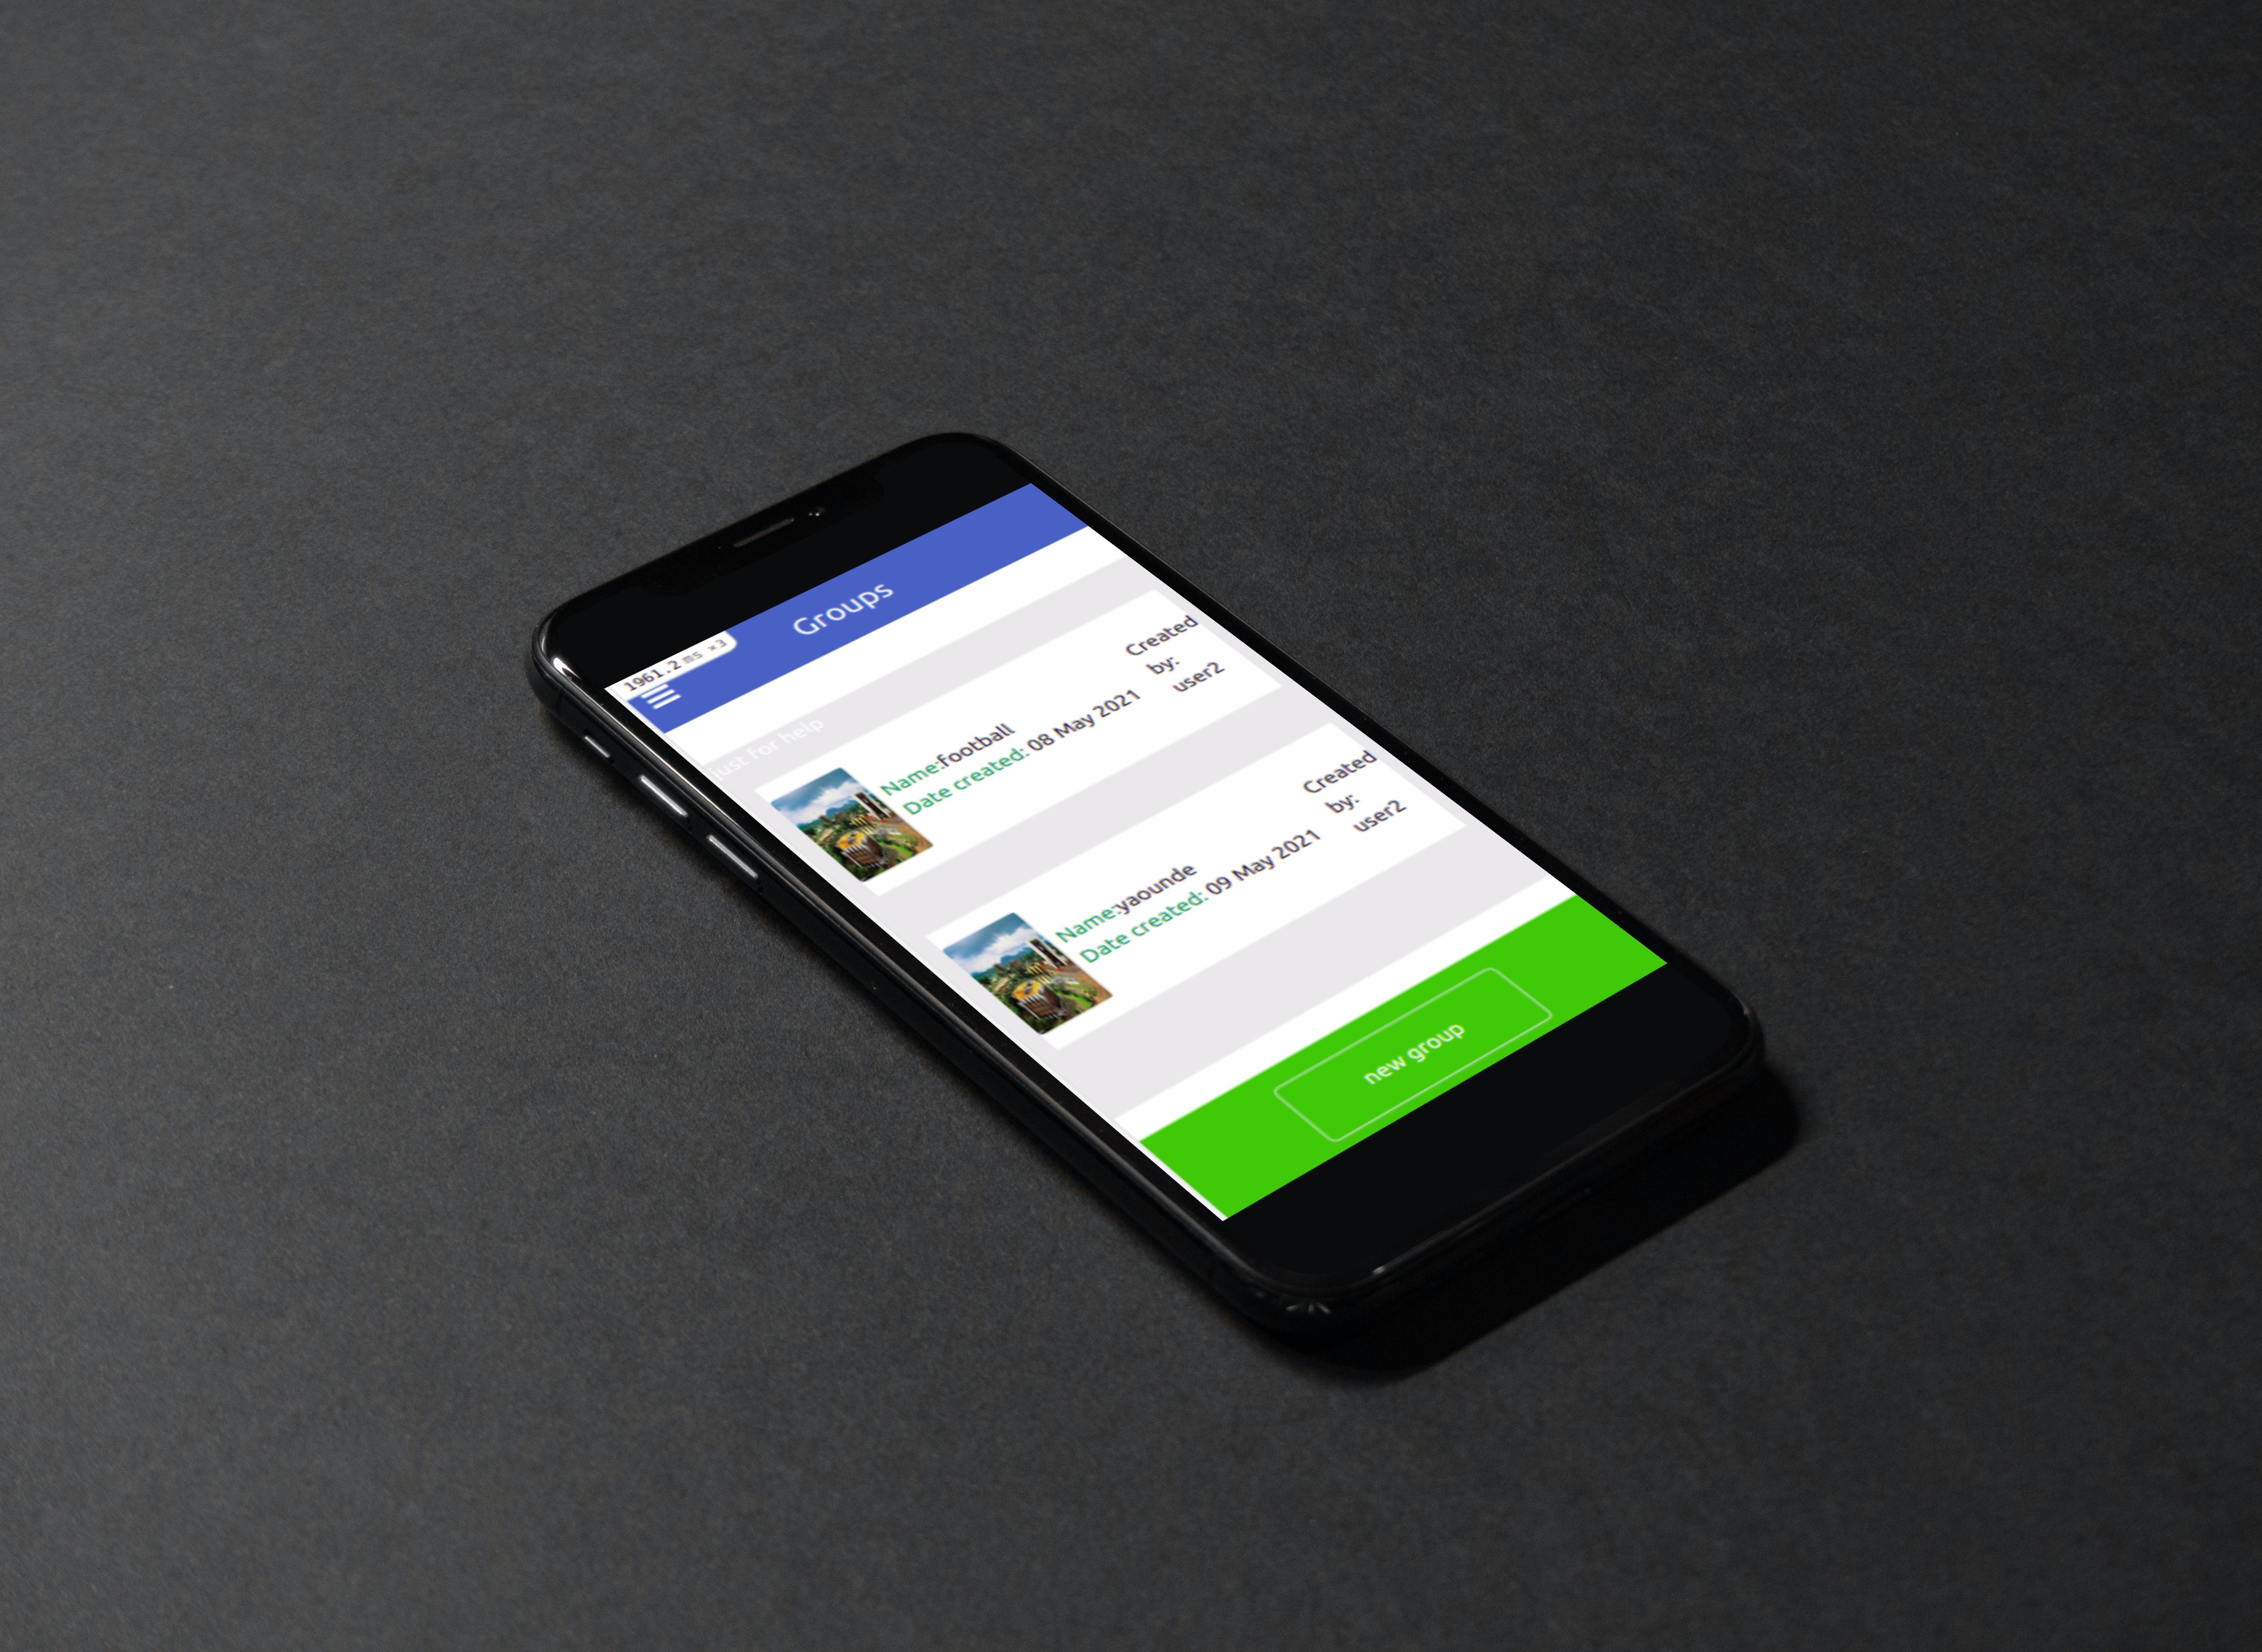 1961.2 ms ×3
Groups
just for help
Name:football
Date created: 08 May 2021
Created
by:
user2
Name:yaounde
Date created: 09 May 2021
Created
by:
user2
new group